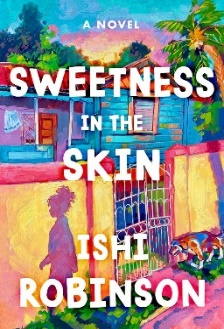 A NOVEL
SWEETNESS
IN THE
SKIN
ISHI
ROBINSON